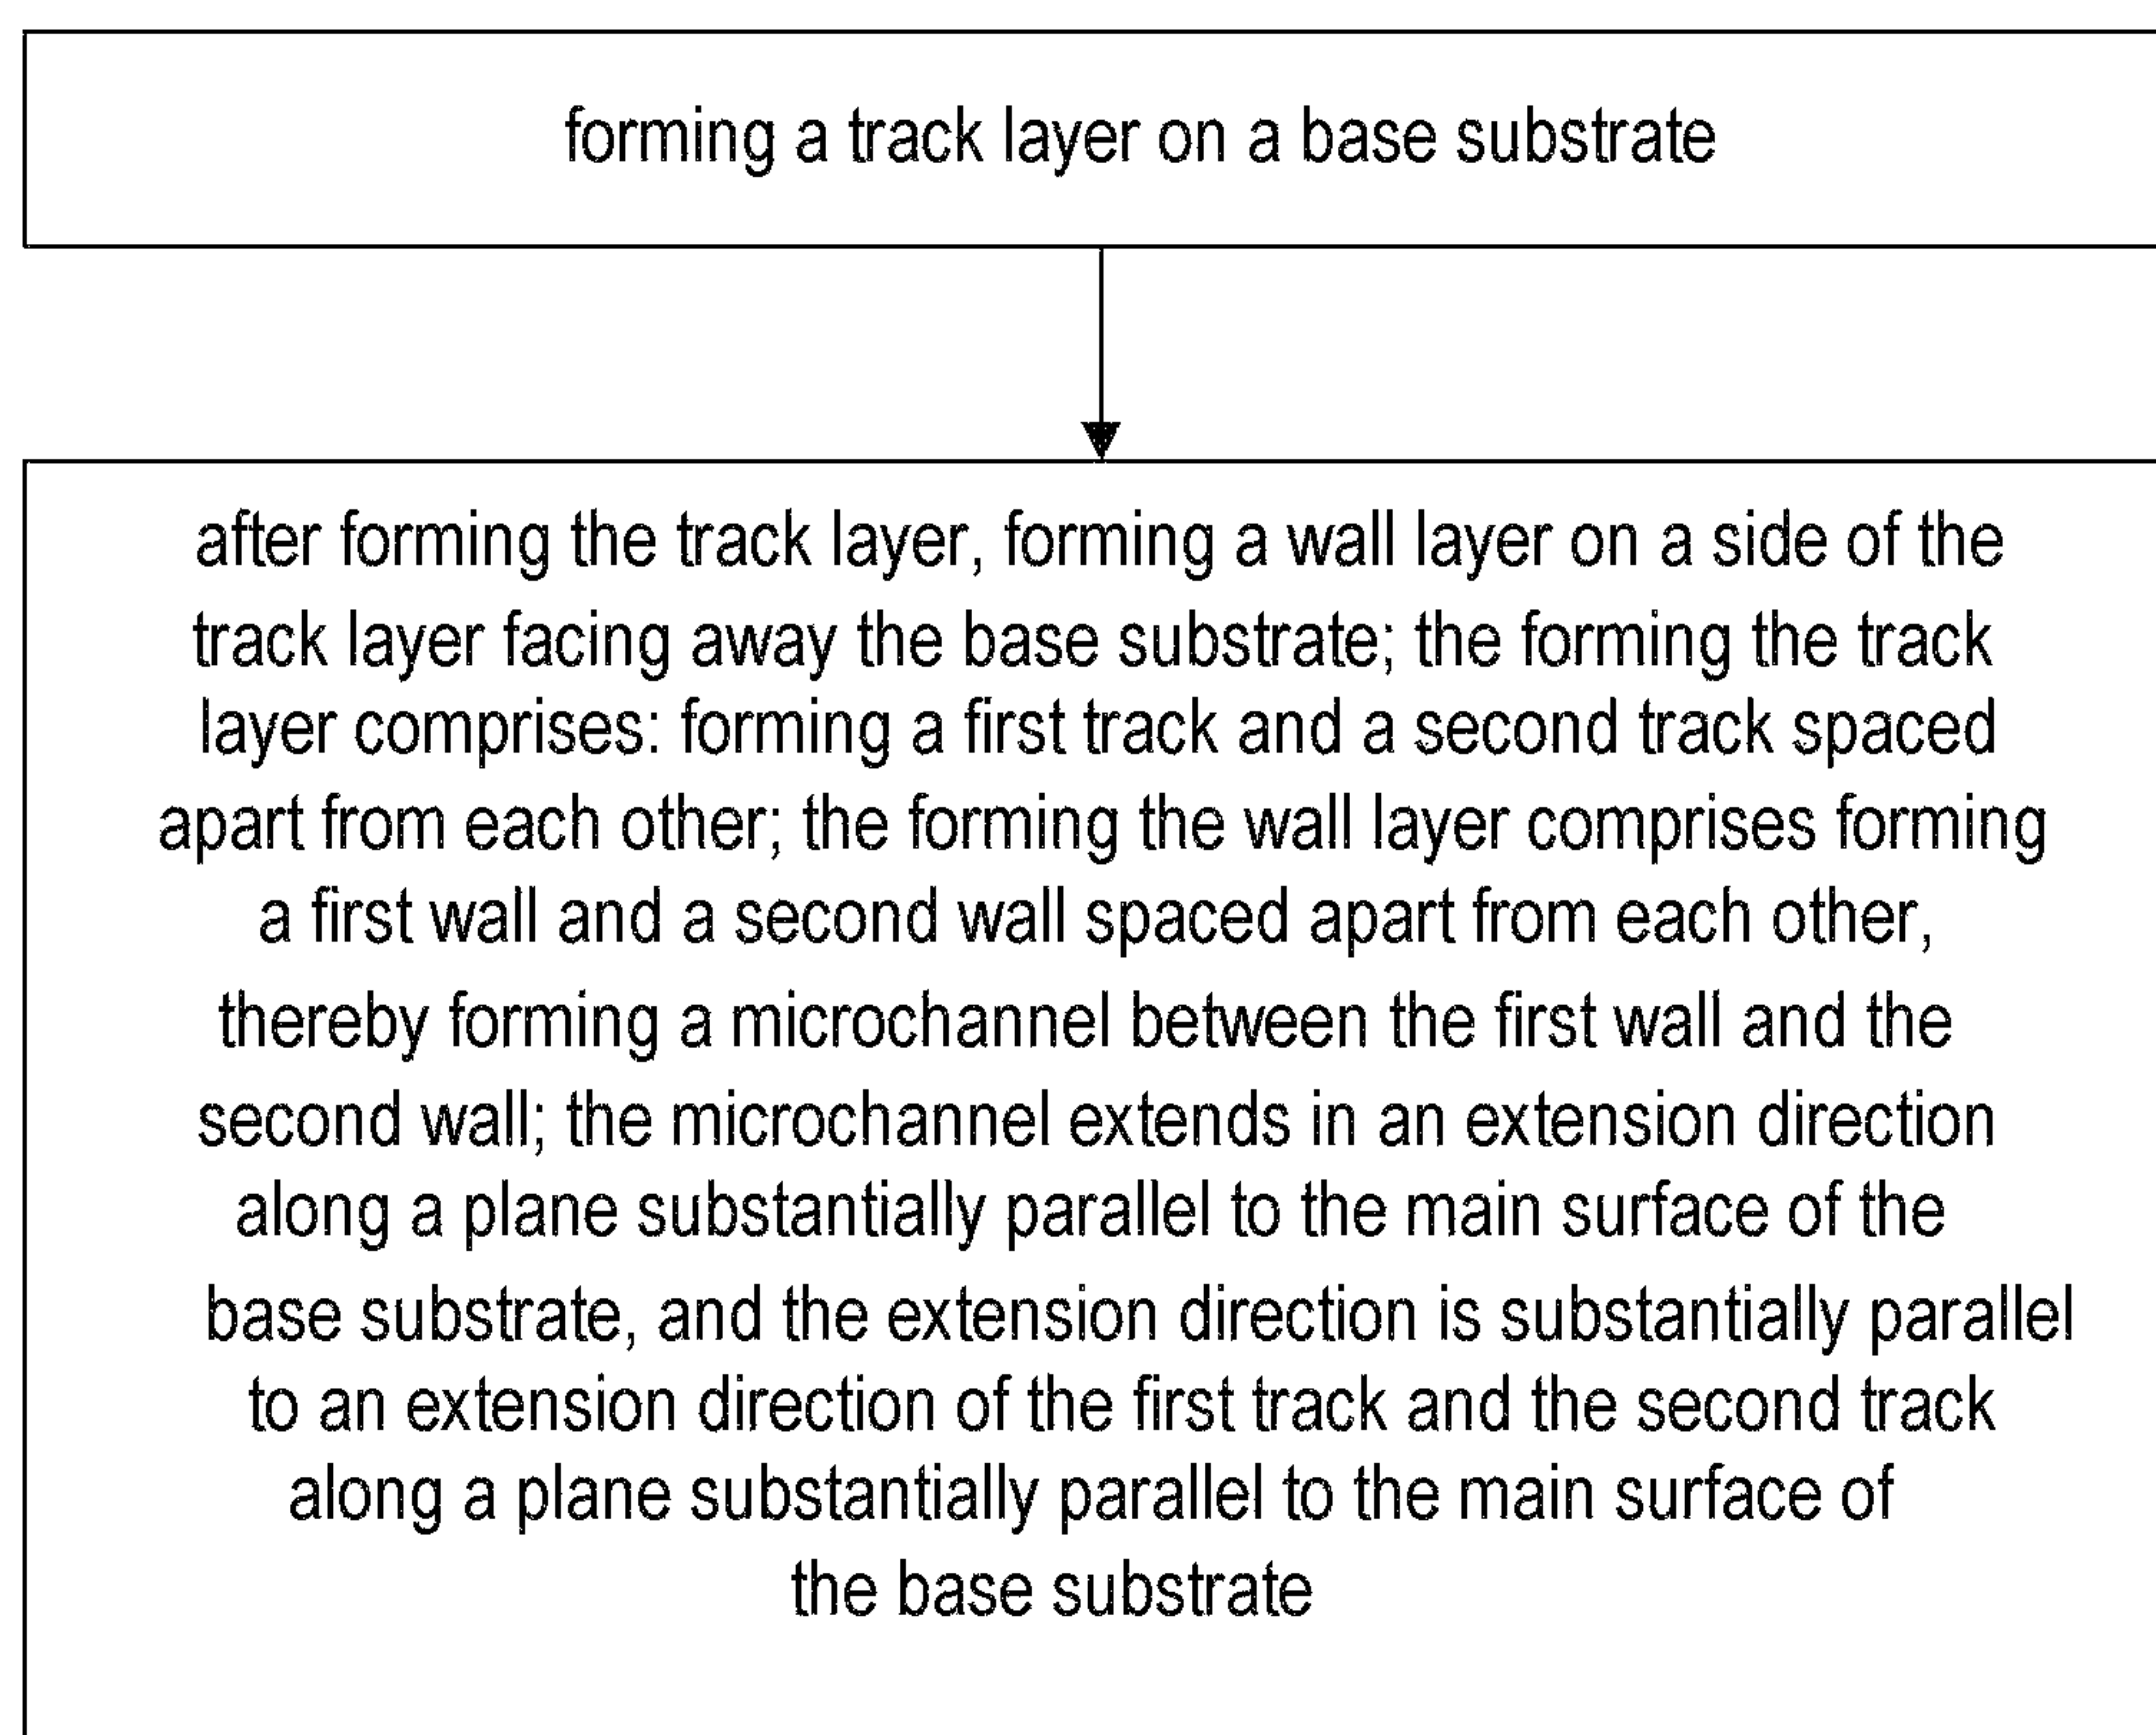 forming a track layer on a base substrate
after forming the track layer, forming a wall layer on a side of the
track layer facing away the base substrate; the forming the track
layer comprises: forming a first track and a second track spaced
apart from each other; the forming the wall layer comprises forming
a first wall and a second wall spaced apart from each other,
thereby forming a microchannel between the first wall and the
second wall; the microchannel extends in an extension direction
along a plane substantially parallel to the main surface of the
base substrate, and the extension direction is substantially parallel
to an extension direction of the first track and the second track
along a plane substantially parallel to the main surface of
the base substrate